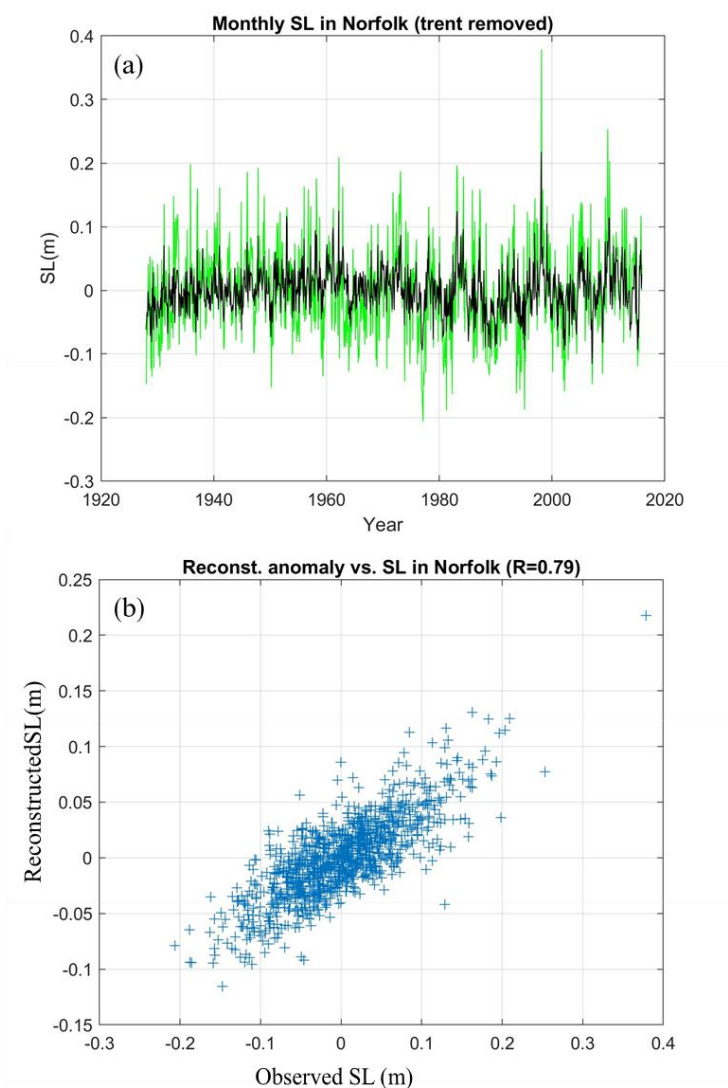 Monthly SL in Norfolk (trent removed)
(a)
0.4
0.3
0.2
0.1
0
-0.1
-0.2
-0.3
SL(m)
1920 1940 1960 1980 2000 2020
Year
Reconst. anomaly vs. SL in Norfolk (R=0.79)
(b)
0.25
0.2
0.15
0.1
0.05
0
-0.05
-0.1
-0.15
ReconstructedSL(m)
-0.3 -0.2 -0.1 0 0.1 0.2 0.3 0.4
Observed SL (m)